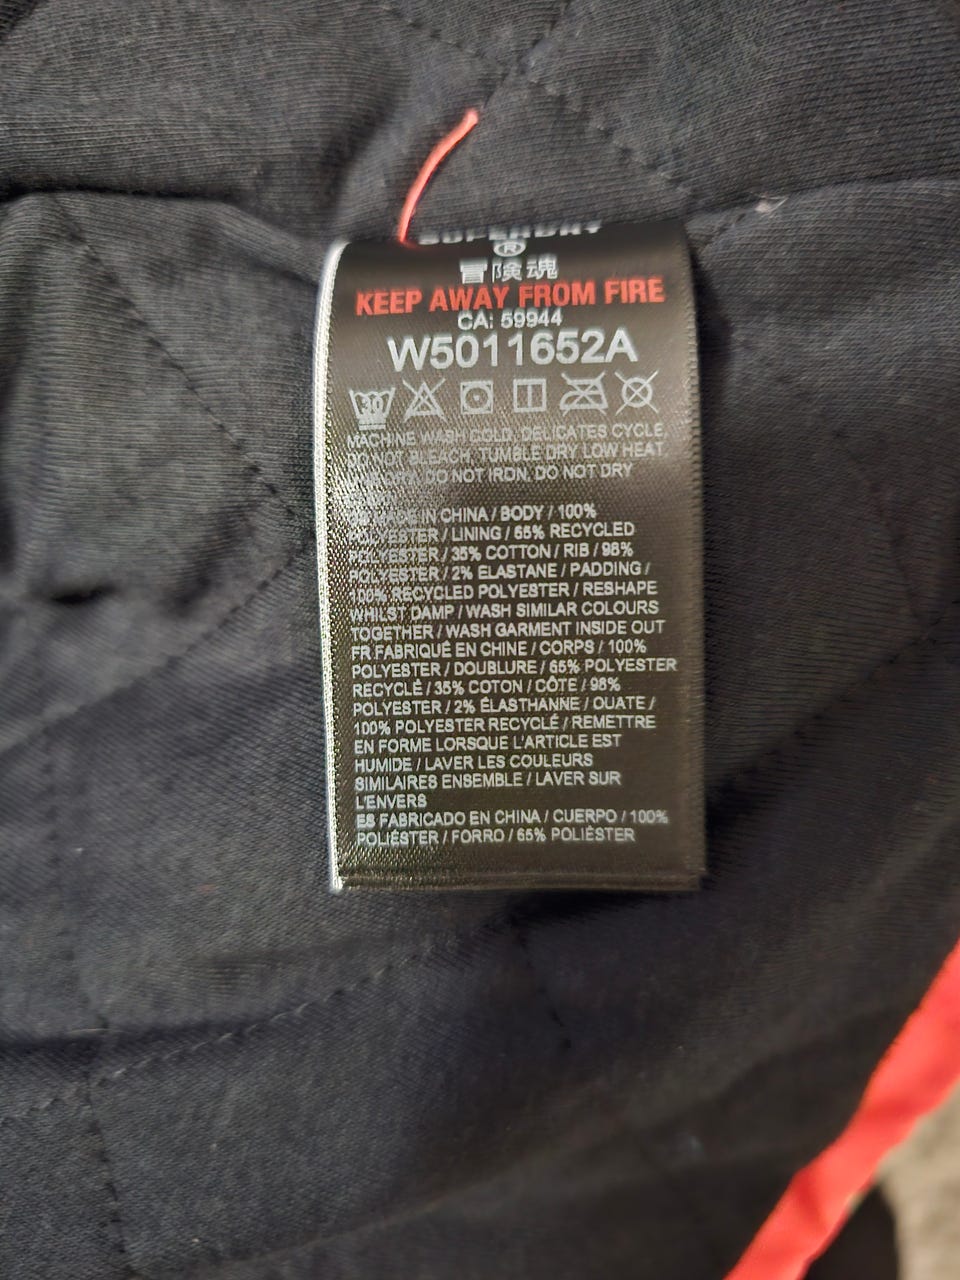 SUPERDRY
®
冒険魂
KEEP AWAY FROM FIRE
CA: 59944
W5011652A
30
MACHINE WASH COLD, DELICATES CYCLE,
DO NOT BLEACH, TUMBLE DRY LOW HEAT,
DRY, DO NOT IRON, DO NOT DRY
MADE IN CHINA / BODY / 100%
POLYESTER / LINING / 65% RECYCLED
POLYESTER / 35% COTTON / RIB / 98%
POLYESTER / 2% ELASTANE / PADDING /
100% RECYCLED POLYESTER / RESHAPE
WHILST DAMP / WASH SIMILAR COLOURS
TOGETHER / WASH GARMENT INSIDE OUT
FR FABRIQUÉ EN CHINE / CORPS / 100%
POLYESTER / DOUBLURE / 65% POLYESTER
RECYCLÉ / 35% COTON / CÔTE / 98%
POLYESTER / 2% ÉLASTHANNE / OUATE /
100% POLYESTER RECYCLÉ / REMETTRE
EN FORME LORSQUE L'ARTICLE EST
HUMIDE / LAVER LES COULEURS
SIMILAIRES ENSEMBLE / LAVER SUR
L'ENVERS
ES FABRICADO EN CHINA / CUERPO / 100%
POLIÉSTER / FORRO / 65% POLIÉSTER